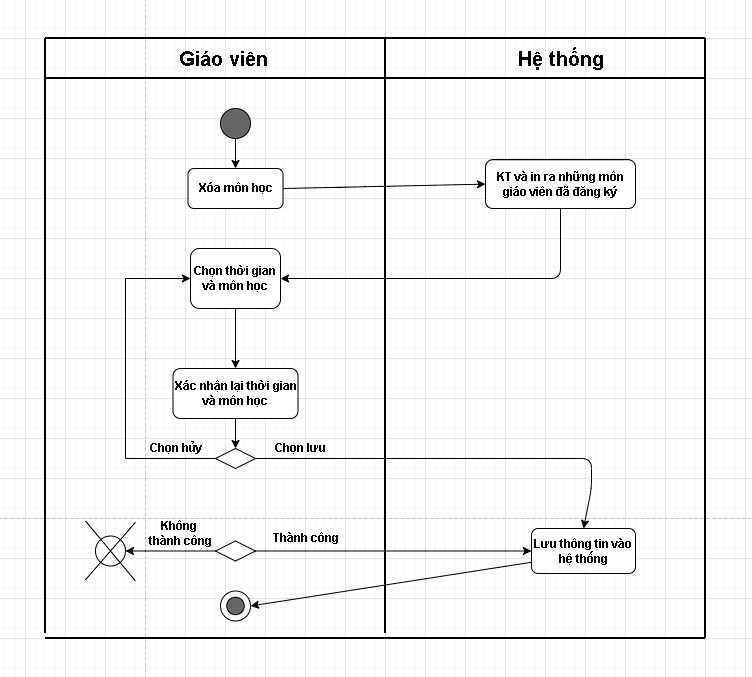 Giáo viên
Hệ thống
Xóa môn học
KT và in ra những môn
giáo viên đã đăng ký
Chọn thời gian
và môn học
Xác nhận lại thời gian
và môn học
Chọn hủy
Chọn lưu
Không
thành công
Thành công
Lưu thông tin vào
hệ thống